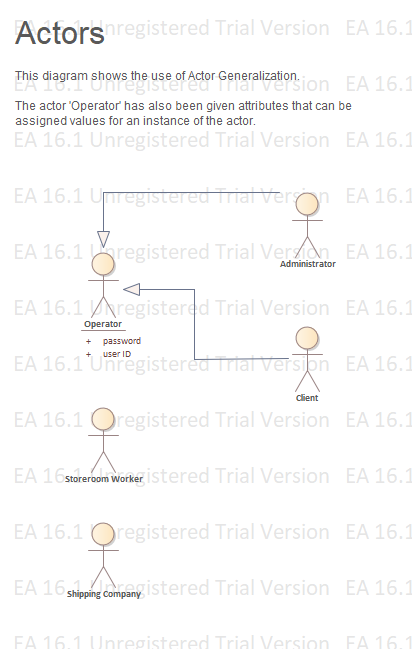 Actors
This diagram shows the use of Actor Generalization.
The actor 'Operator' has also been given attributes that can be
assigned values for an instance of the actor.
Administrator
Operator
+ password
+ user ID
Client
Storeroom Worker
Shipping Company
EA 16.1 Unregistered Trial Version EA 16.1
EA 16.1 Unregistered Trial Version EA 16.1
EA 16.1 Unregistered Trial Version EA 16.1
EA 16.1 Unregistered Trial Version EA 16.1
EA 16.1 Unregistered Trial Version EA 16.1
EA 16.1 Unregistered Trial Version EA 16.1
EA 16.1 Unregistered Trial Version EA 16.1
EA 16.1 Unregistered Trial Version EA 16.1
EA 16.1 Unregistered Trial Version EA 16.1
EA 16.1 Unregistered Trial Version EA 16.1
EA 16.1 Unregistered Trial Version EA 16.1
EA 16.1 Unregistered Trial Version EA 16.1